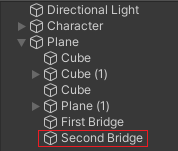 Directional Light
Character
Plane
Cube
Cube (1)
Cube
Plane (1)
First Bridge
Second Bridge